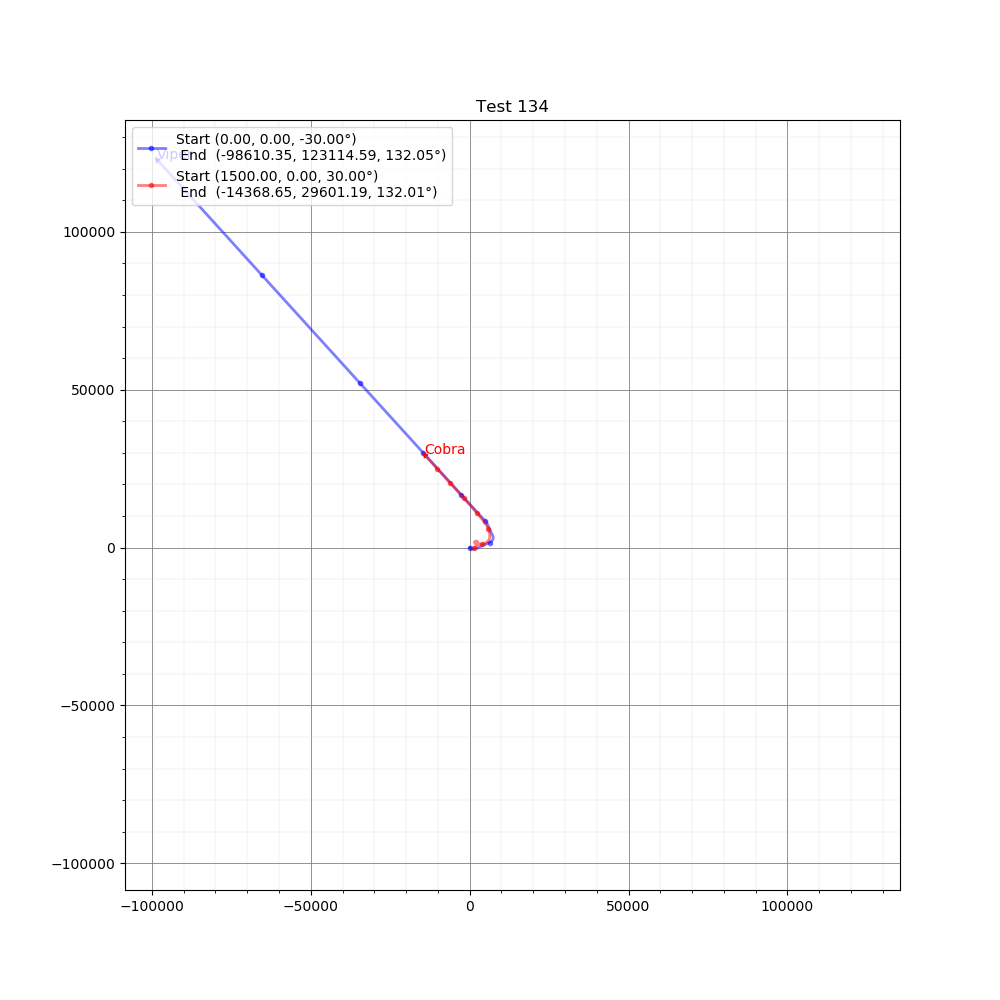 Test 134
Start (0.00, 0.00, -30.00°)
End (-98610.35, 123114.59, 132.05°)
Start (1500.00, 0.00, 30.00°)
End (-14368.65, 29601.19, 132.01°)
Viper
Cobra
100000
50000
0
−50000
−100000
−100000 −50000 0 50000 100000